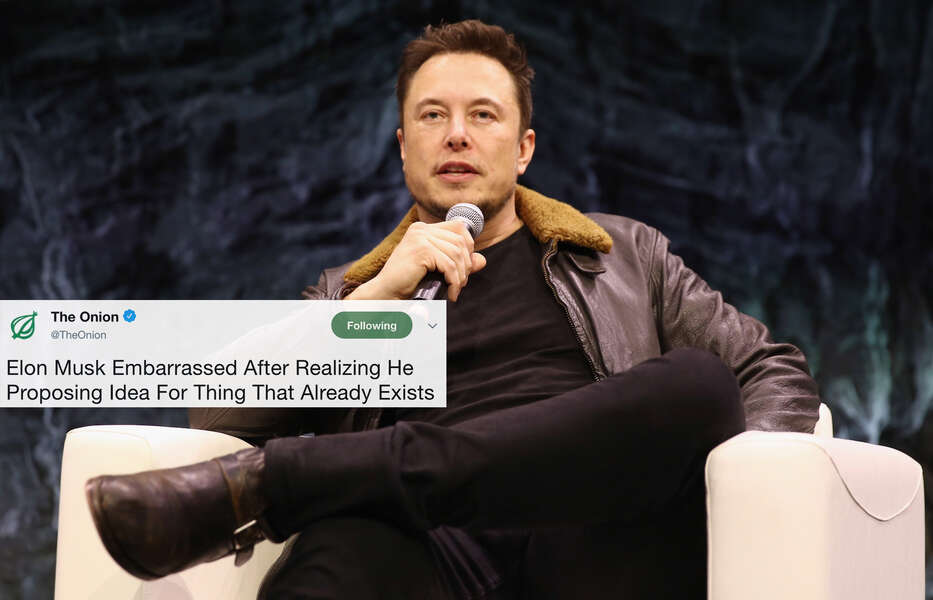 The Onion
@TheOnion
Following
Elon Musk Embarrassed After Realizing He
Proposing Idea For Thing That Already Exists